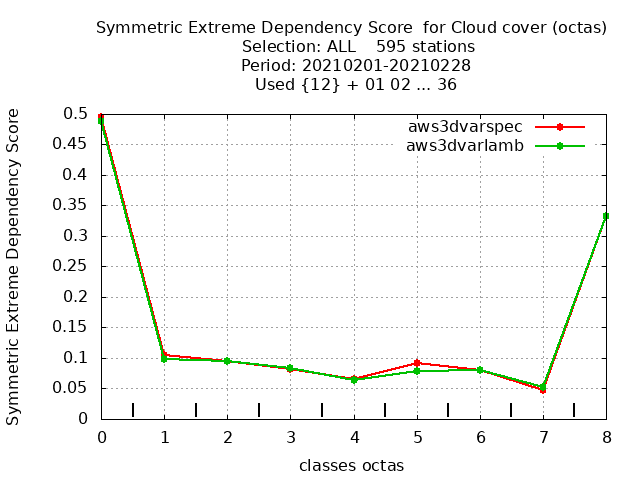 Symmetric Extreme Dependency Score  for Cloud cover (octas)
Selection: ALL    595 stations
Period: 20210201-20210228
Used {12} + 01 02 ... 36
aws3dvarspec
aws3dvarlamb
Symmetric Extreme Dependency Score
0.5
0.45
0.4
0.35
0.3
0.25
0.2
0.15
0.1
0.05
0
0 1 2 3 4 5 6 7 8
classes octas